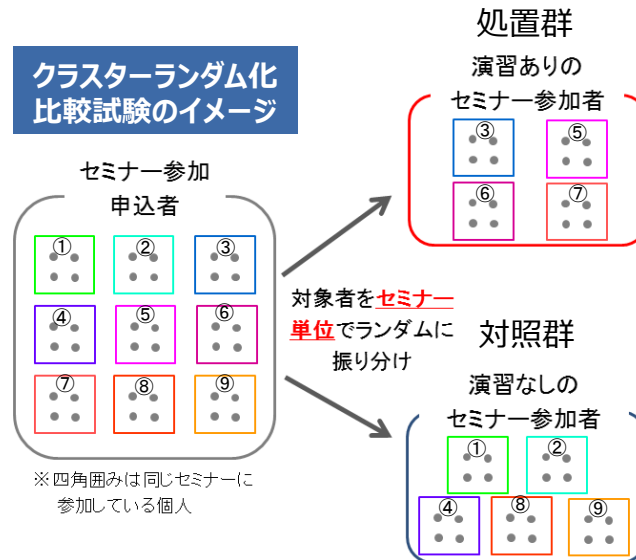 クラスターランダム化
比較試験のイメージ
セミナー参加
申込者
①
②
③
④
⑤
⑥
⑦
⑧
⑨
※四角囲みは同じセミナーに
参加している個人
対象者をセミナー
単位でランダムに
振り分け
処置群
演習ありの
セミナー参加者
③
⑤
⑥
⑦
対照群
演習なしの
セミナー参加者
①
②
④
⑧
⑨